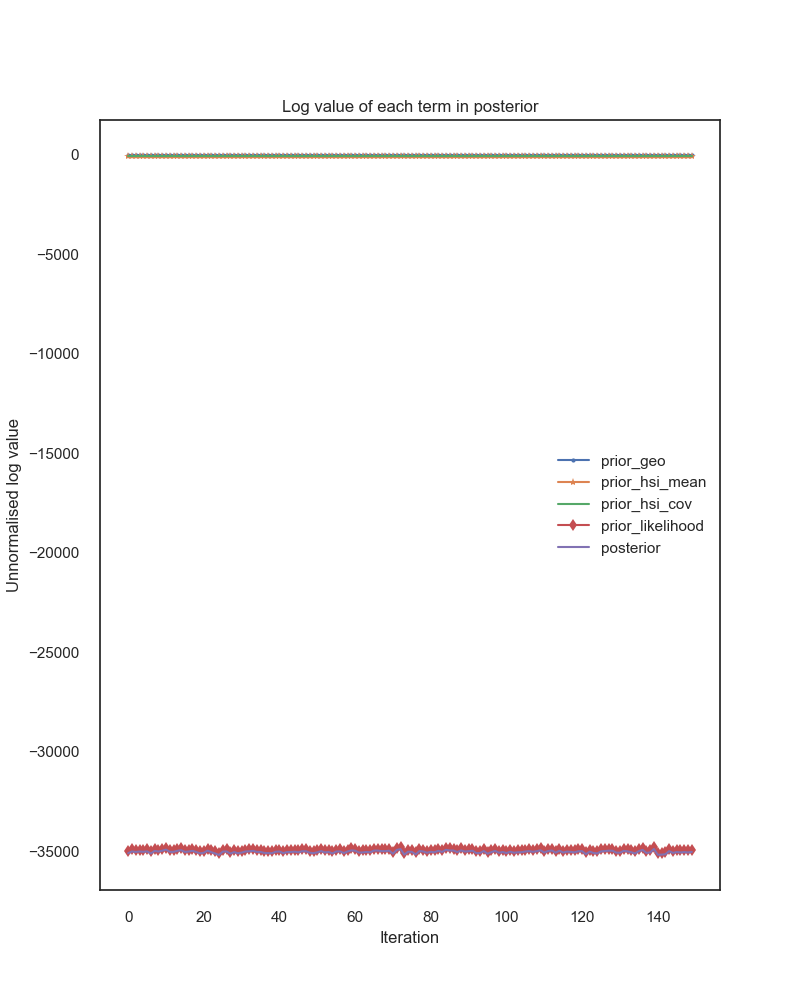 Log value of each term in posterior
Unnormalised log value
0
−5000
−10000
−15000
−20000
−25000
−30000
−35000
prior_geo
prior_hsi_mean
prior_hsi_cov
prior_likelihood
posterior
0 20 40 60 80 100 120 140
Iteration